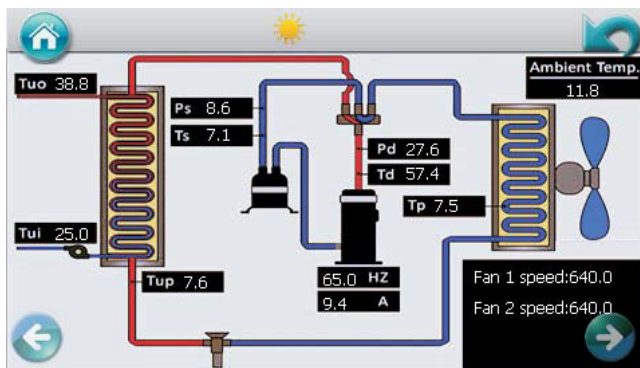 Ambient Temp.
11.8
Tuo 38.8
Ps 8.6
Ts 7.1
Pd 27.6
Td 57.4
Tp 7.5
Tui 25.0
Tup 7.6
65.0 HZ
9.4 A
Fan 1 speed:640.0
Fan 2 speed:640.0